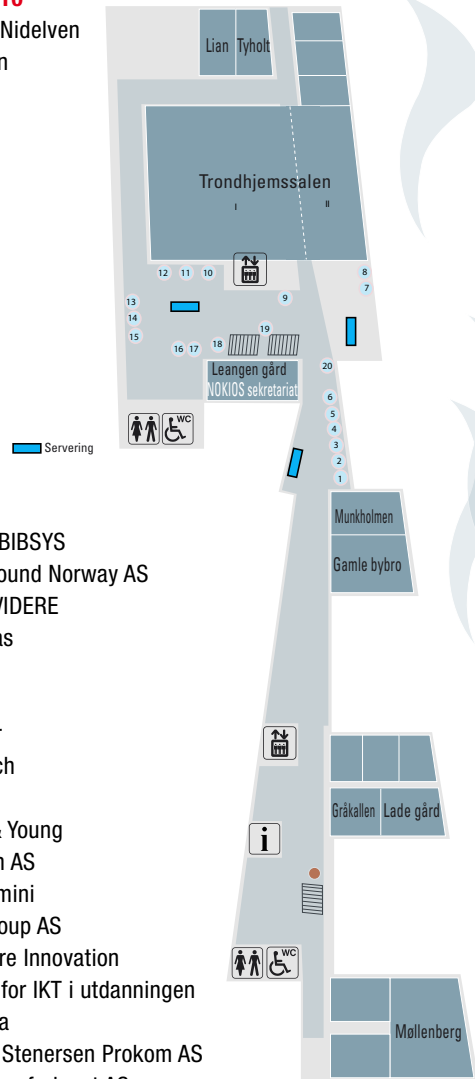 Nidelven
Lian Tyholt
Trondhjemssalen
I II
12 11 10
8
7
9
13
14
15
19
16 17 18
20
Leangen gård
NOKIOS sekretariat
6
5
4
3
2
1
WC
Servering
Munkholmen
Gamle bybro
BIBSYS
ound Norway AS
VIDERE
as
ch
Gråkallen Lade gård
Young
AS
mini
i
oup AS
re Innovation
WC
for IKT i utdanningen
a
Stenersen Prokom AS
Møllenberg